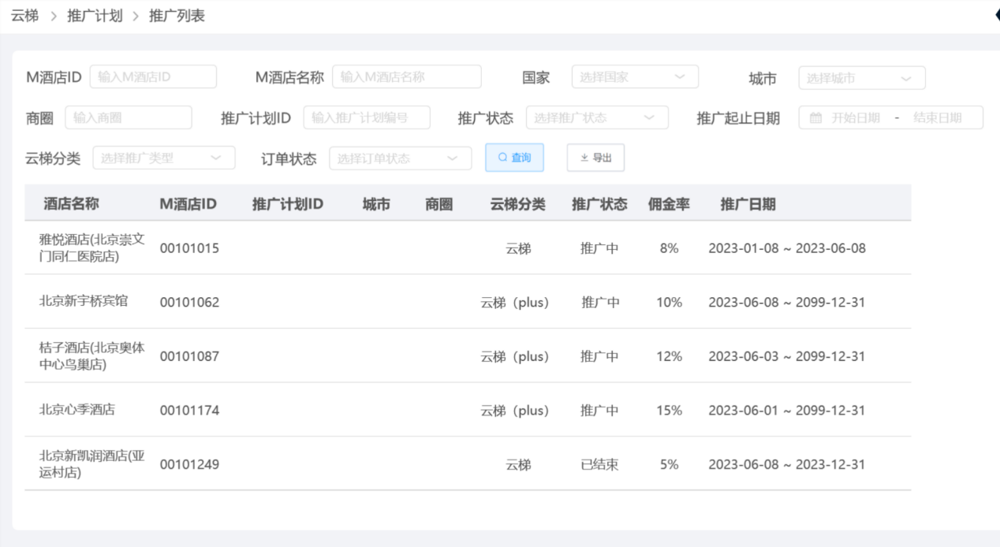 云梯 > 推广计划 > 推广列表
M酒店ID 输入M酒店ID M酒店名称 输入M酒店名称 国家 选择国家 城市 选择城市
商圈 输入商圈 推广计划ID 输入推广计划编号 推广状态 选择推广状态 推广起止日期 开始日期 - 结束日期
云梯分类 选择推广类型 订单状态 选择订单状态 查询 导出
酒店名称 M酒店ID 推广计划ID 城市 商圈 云梯分类 推广状态 佣金率 推广日期
雅悦酒店(北京崇文
门同仁医院店) 00101015 云梯 推广中 8% 2023-01-08 ~ 2023-06-08
北京新宇桥宾馆 00101062 云梯（plus） 推广中 10% 2023-06-08 ~ 2099-12-31
桔子酒店(北京奥体
中心鸟巢店) 00101087 云梯（plus） 推广中 12% 2023-06-03 ~ 2099-12-31
北京心季酒店 00101174 云梯（plus） 推广中 15% 2023-06-01 ~ 2099-12-31
北京新凯润酒店(亚
运村店) 00101249 云梯 已结束 5% 2023-06-08 ~ 2023-12-31